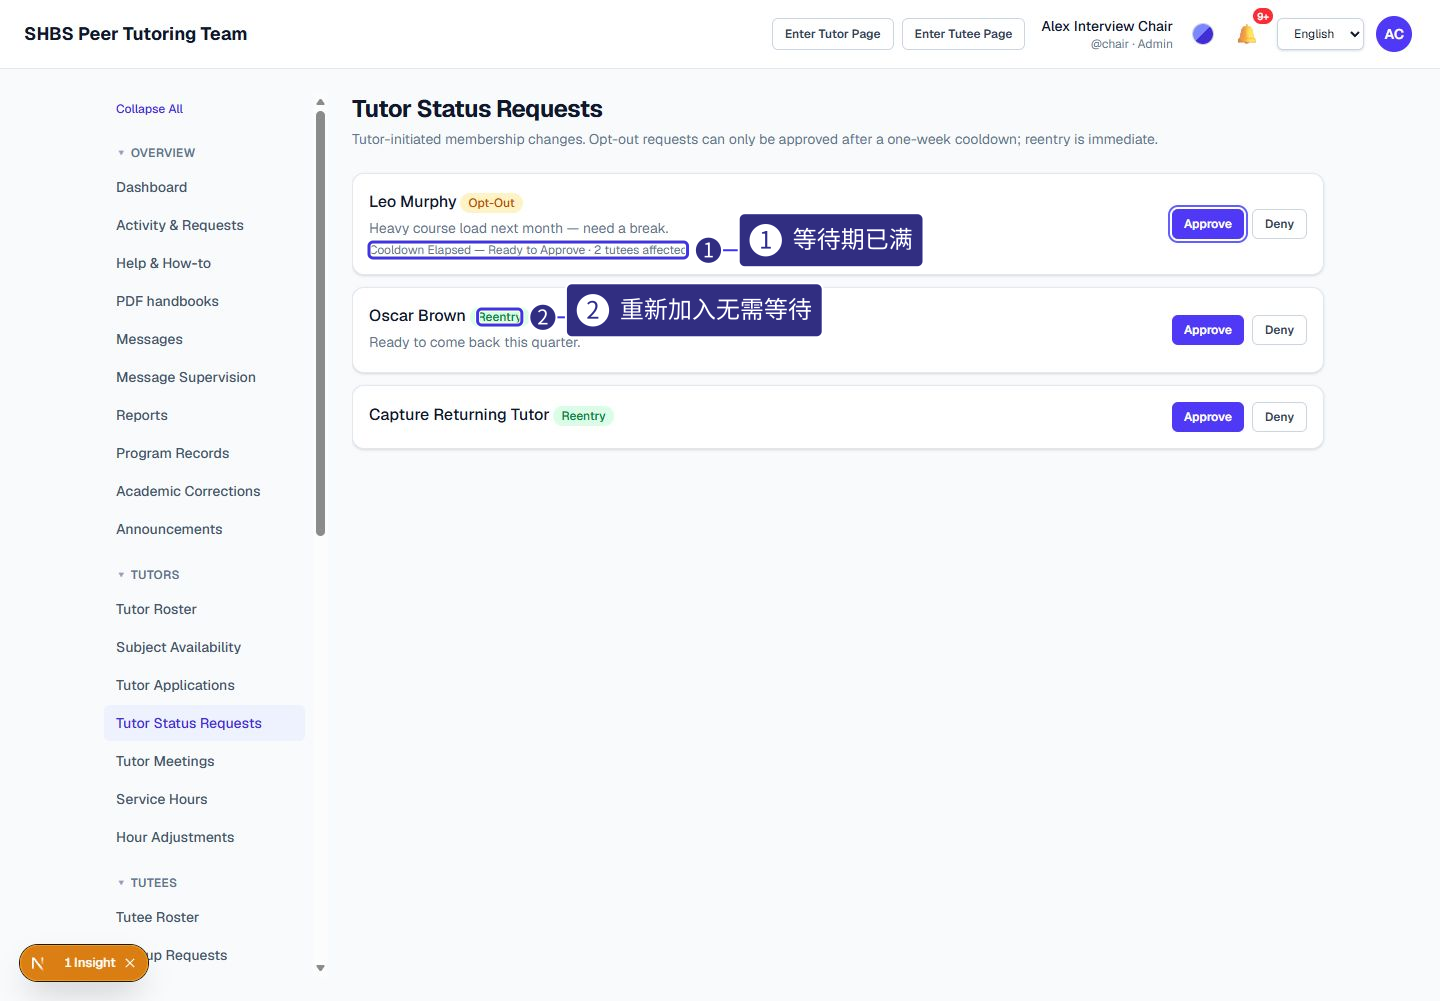 SHBS Peer Tutoring Team
Enter Tutor Page
Enter Tutee Page
Alex Interview Chair
@chair · Admin
9+
English
AC
Collapse All
OVERVIEW
Dashboard
Activity & Requests
Help & How-to
PDF handbooks
Messages
Message Supervision
Reports
Program Records
Academic Corrections
Announcements
TUTORS
Tutor Roster
Subject Availability
Tutor Applications
Tutor Status Requests
Tutor Meetings
Service Hours
Hour Adjustments
TUTEES
Tutee Roster
up Requests
1 Insight
Tutor Status Requests
Tutor-initiated membership changes. Opt-out requests can only be approved after a one-week cooldown; reentry is immediate.
Leo Murphy Opt-Out
Heavy course load next month — need a break.
Cooldown Elapsed — Ready to Approve · 2 tutees affected
1
1 等待期已满
Approve
Deny
Oscar Brown Reentry
2
2 重新加入无需等待
Ready to come back this quarter.
Approve
Deny
Capture Returning Tutor Reentry
Approve
Deny